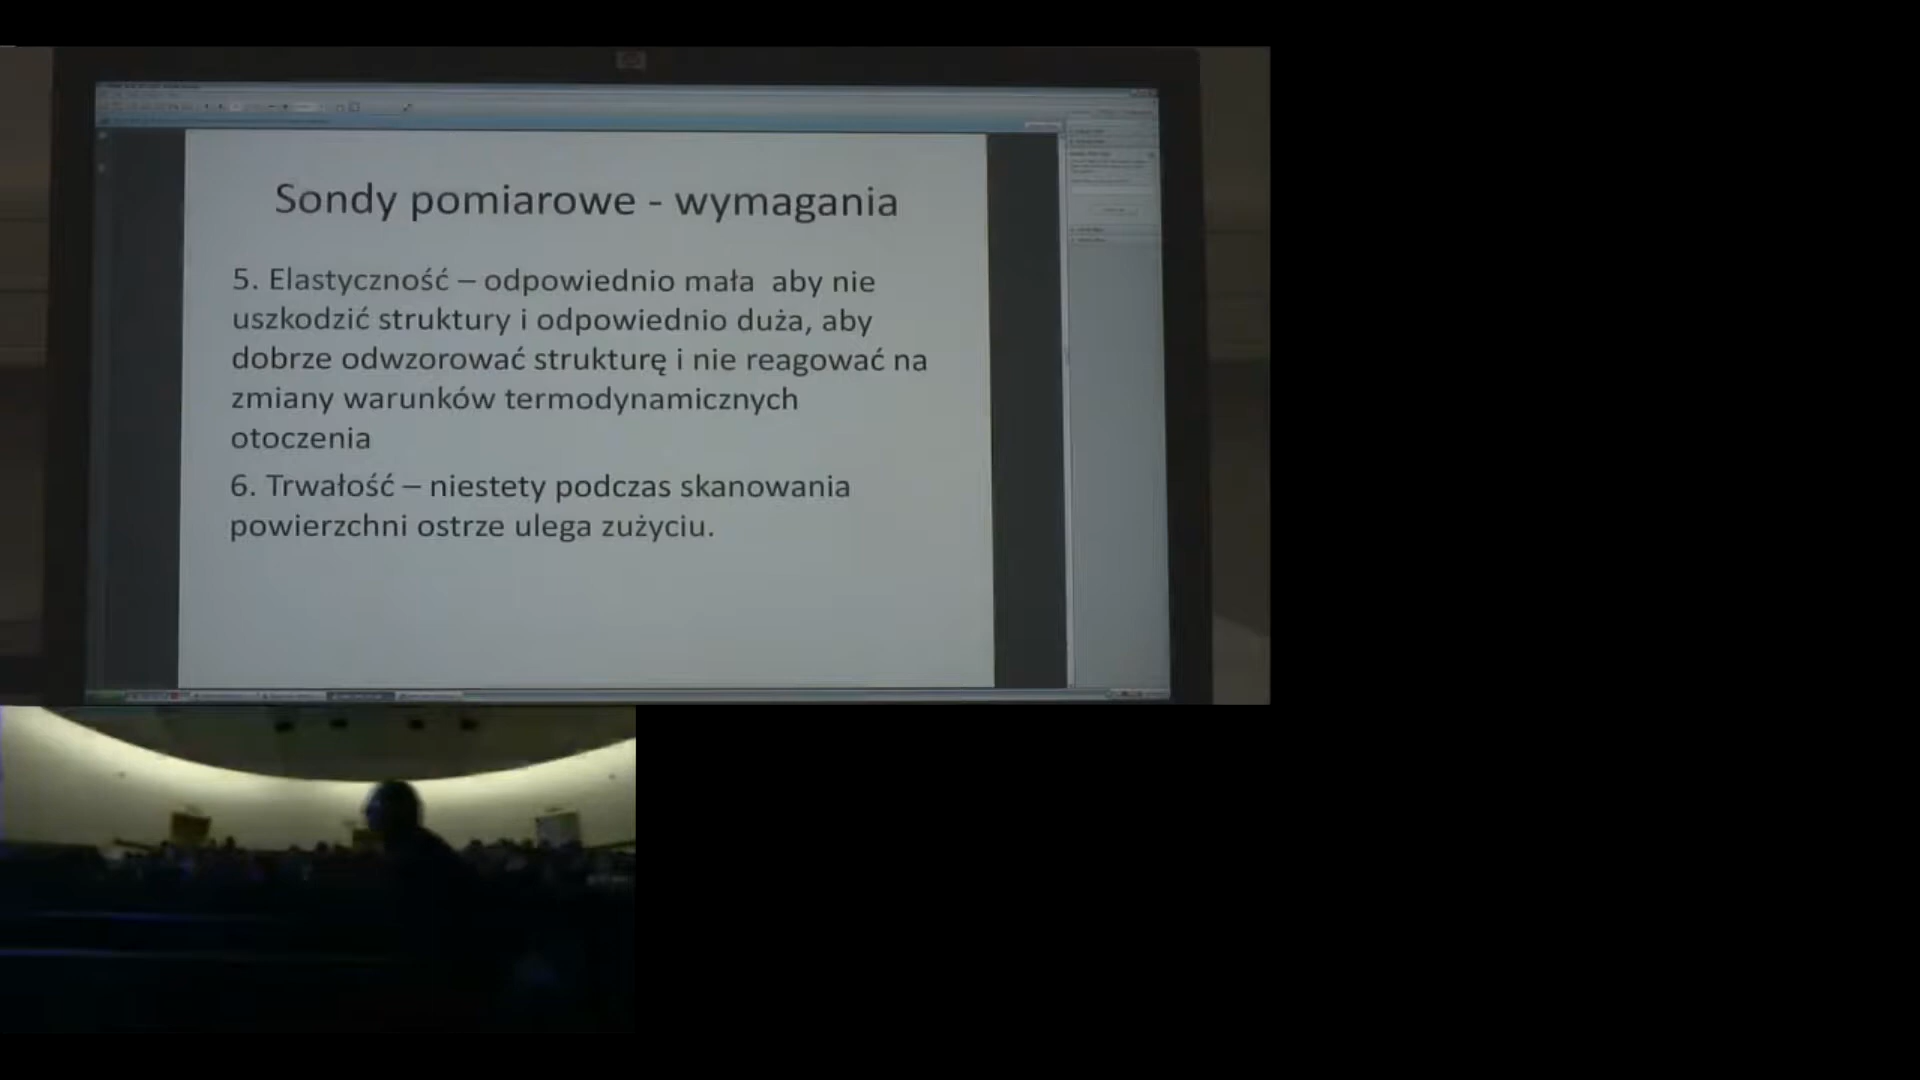 Sondy pomiarowe - wymagania
5. Elastyczność – odpowiednio mała aby nie
uszkodzić struktury i odpowiednio duża, aby
dobrze odwzorować strukturę i nie reagować na
zmiany warunków termodynamicznych
otoczenia
6. Trwałość – niestety podczas skanowania
powierzchni ostrze ulega zużyciu.